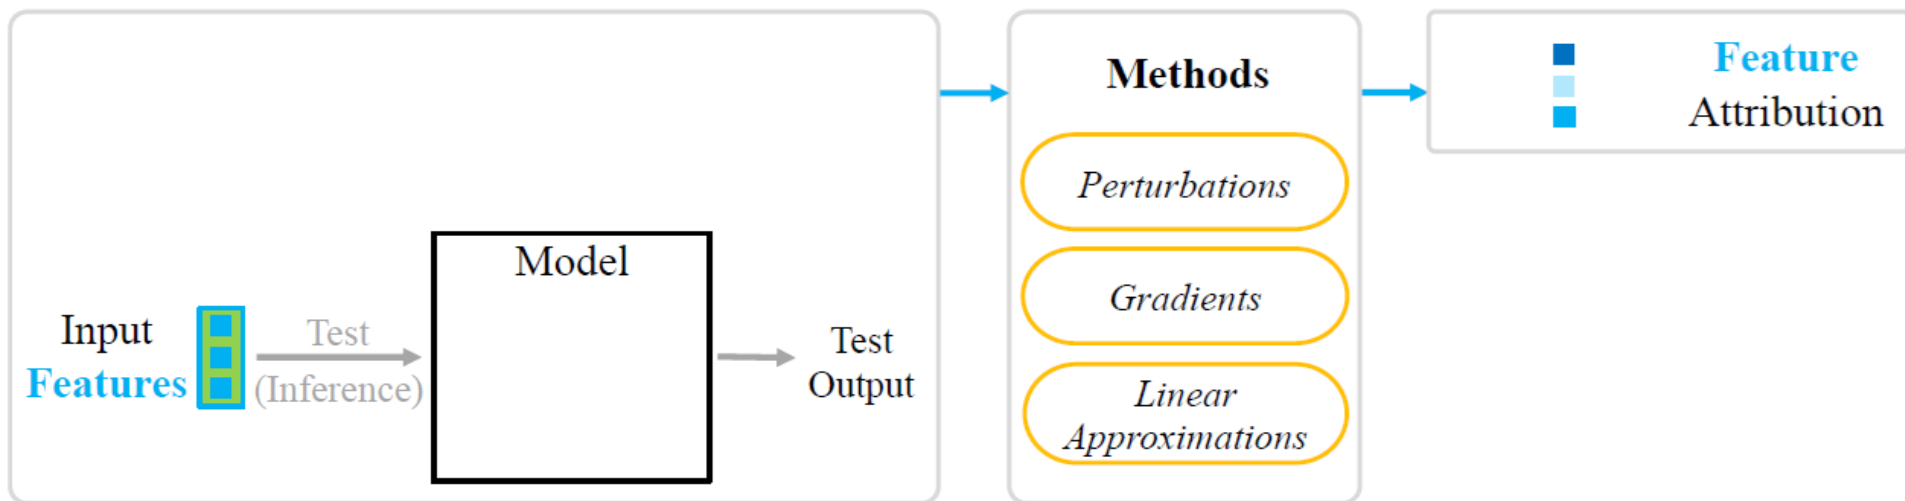 Input
Features
Test
(Inference)
Model
Test
Output
Methods
Perturbations
Gradients
Linear
Approximations
Feature
Attribution